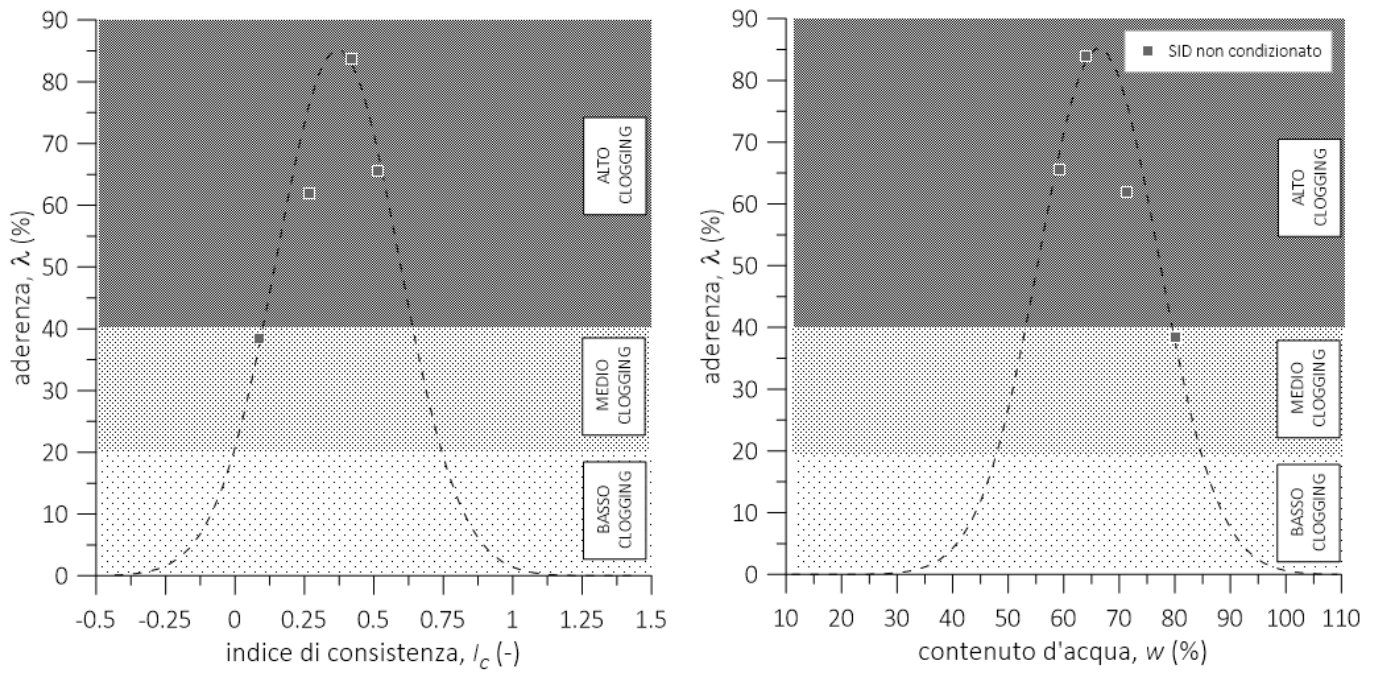 90
80
70
60
50
40
30
20
10
0
aderenza, λ (%)
ALTO
CLOGGING
MEDIO
CLOGGING
BASSO
CLOGGING
-0.5 -0.25 0 0.25 0.5 0.75 1 1.25 1.5
indice di consistenza, I_c (-)
90
80
70
60
50
40
30
20
10
0
aderenza, λ (%)
SID non condizionato
ALTO
CLOGGING
MEDIO
CLOGGING
BASSO
CLOGGING
10 20 30 40 50 60 70 80 90 100 110
contenuto d'acqua, w (%)